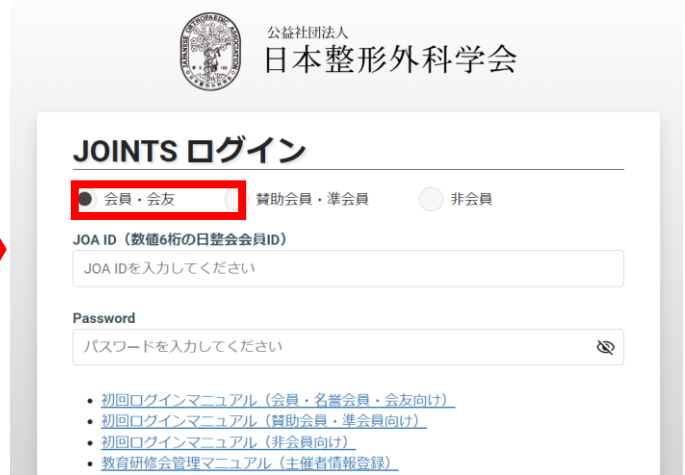 JAPANESE ORTHOPAEDIC ASSOCIATION
公益社団法人
日本整形外科学会
JOINTS ログイン
会員・会友 賛助会員・準会員 非会員
JOA ID（数値6桁の日整会会員ID）
JOA IDを入力してください
Password
パスワードを入力してください
• 初回ログインマニュアル（会員・名誉会員・会友向け）
• 初回ログインマニュアル（賛助会員・準会員向け）
• 初回ログインマニュアル（非会員向け）
• 教育研修会管理マニュアル（主催者情報登録）